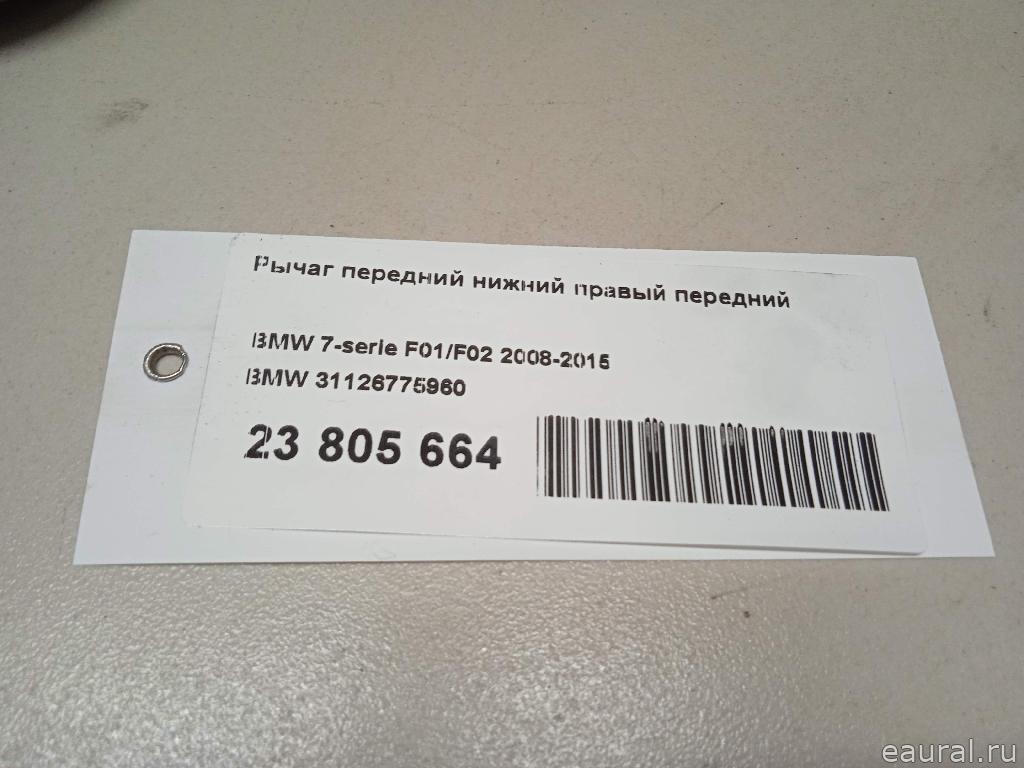 Рычаг передний нижний правый передний
BMW 7-serie F01/F02 2008-2015
BMW 31126775960
23 805 664
eaural.ru